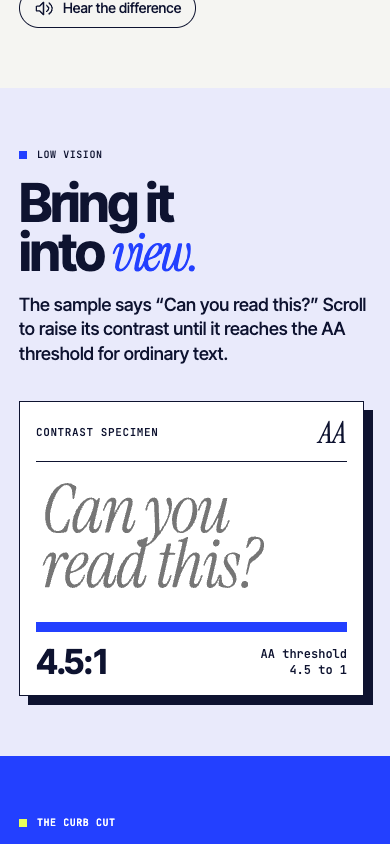 Hear the difference
LOW VISION
Bring it
into view.
The sample says “Can you read this?” Scroll
to raise its contrast until it reaches the AA
threshold for ordinary text.
CONTRAST SPECIMEN
AA
Can you
read this?
4.5:1
AA threshold
4.5 to 1
THE CURB CUT